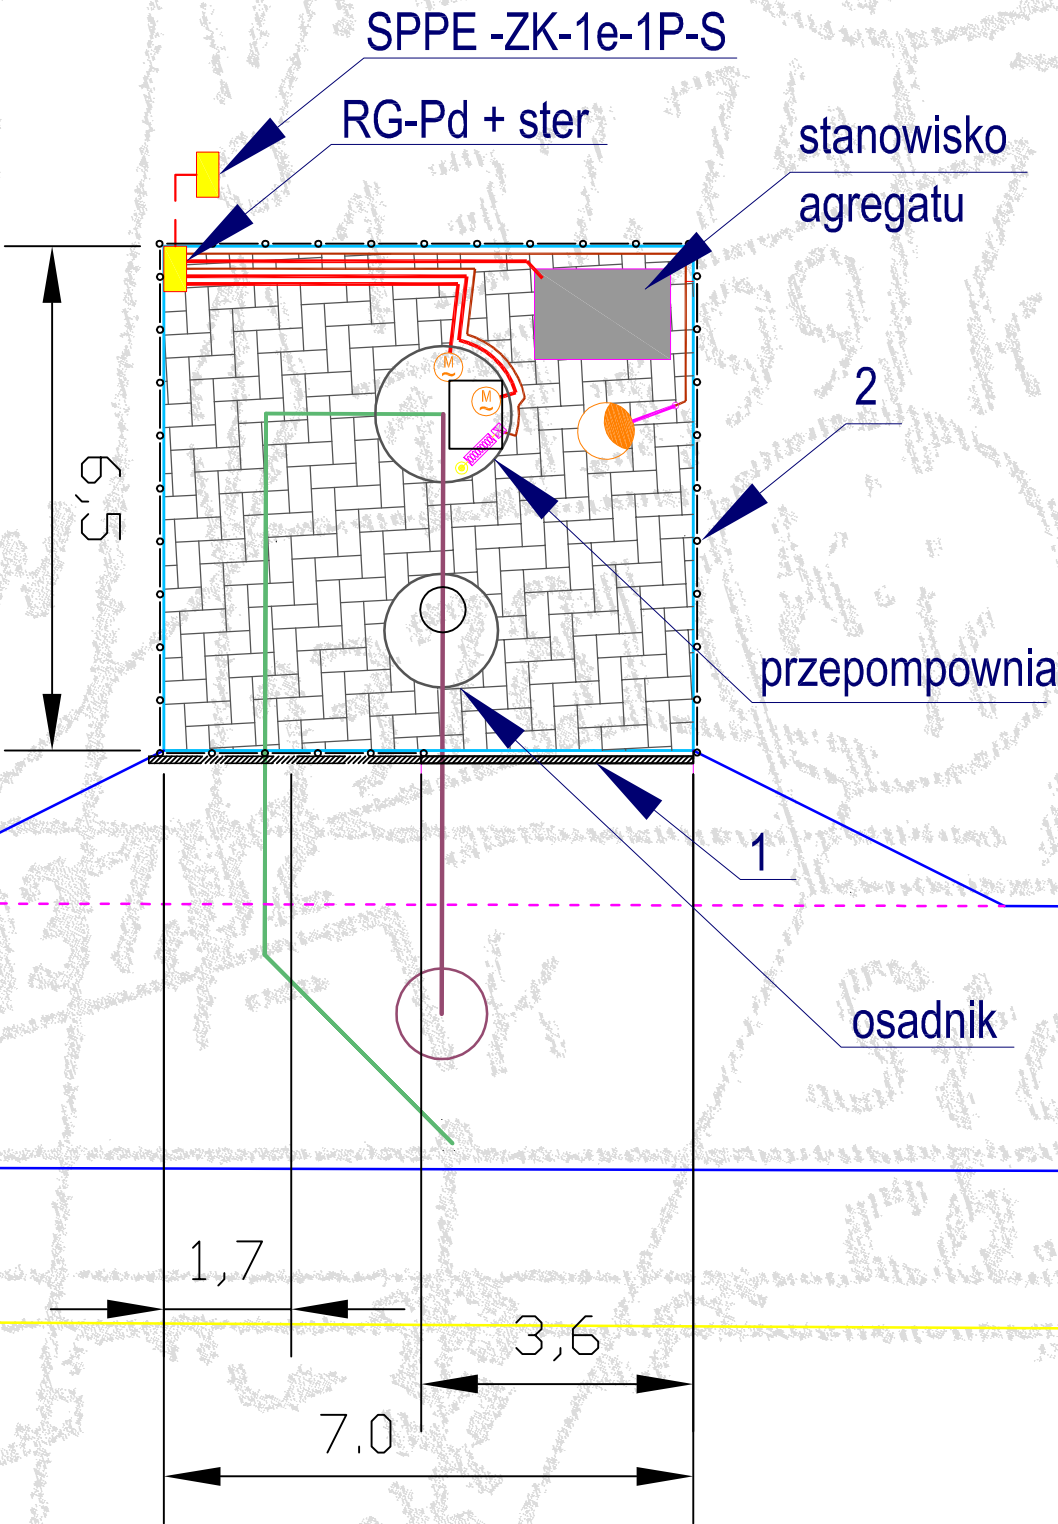 SPPE -ZK-1e-1P-S
RG-Pd + ster
stanowisko
agregatu
2
M
~
M
~
6,5
przepompownia
1
osadnik
1,7
3,6
7.0